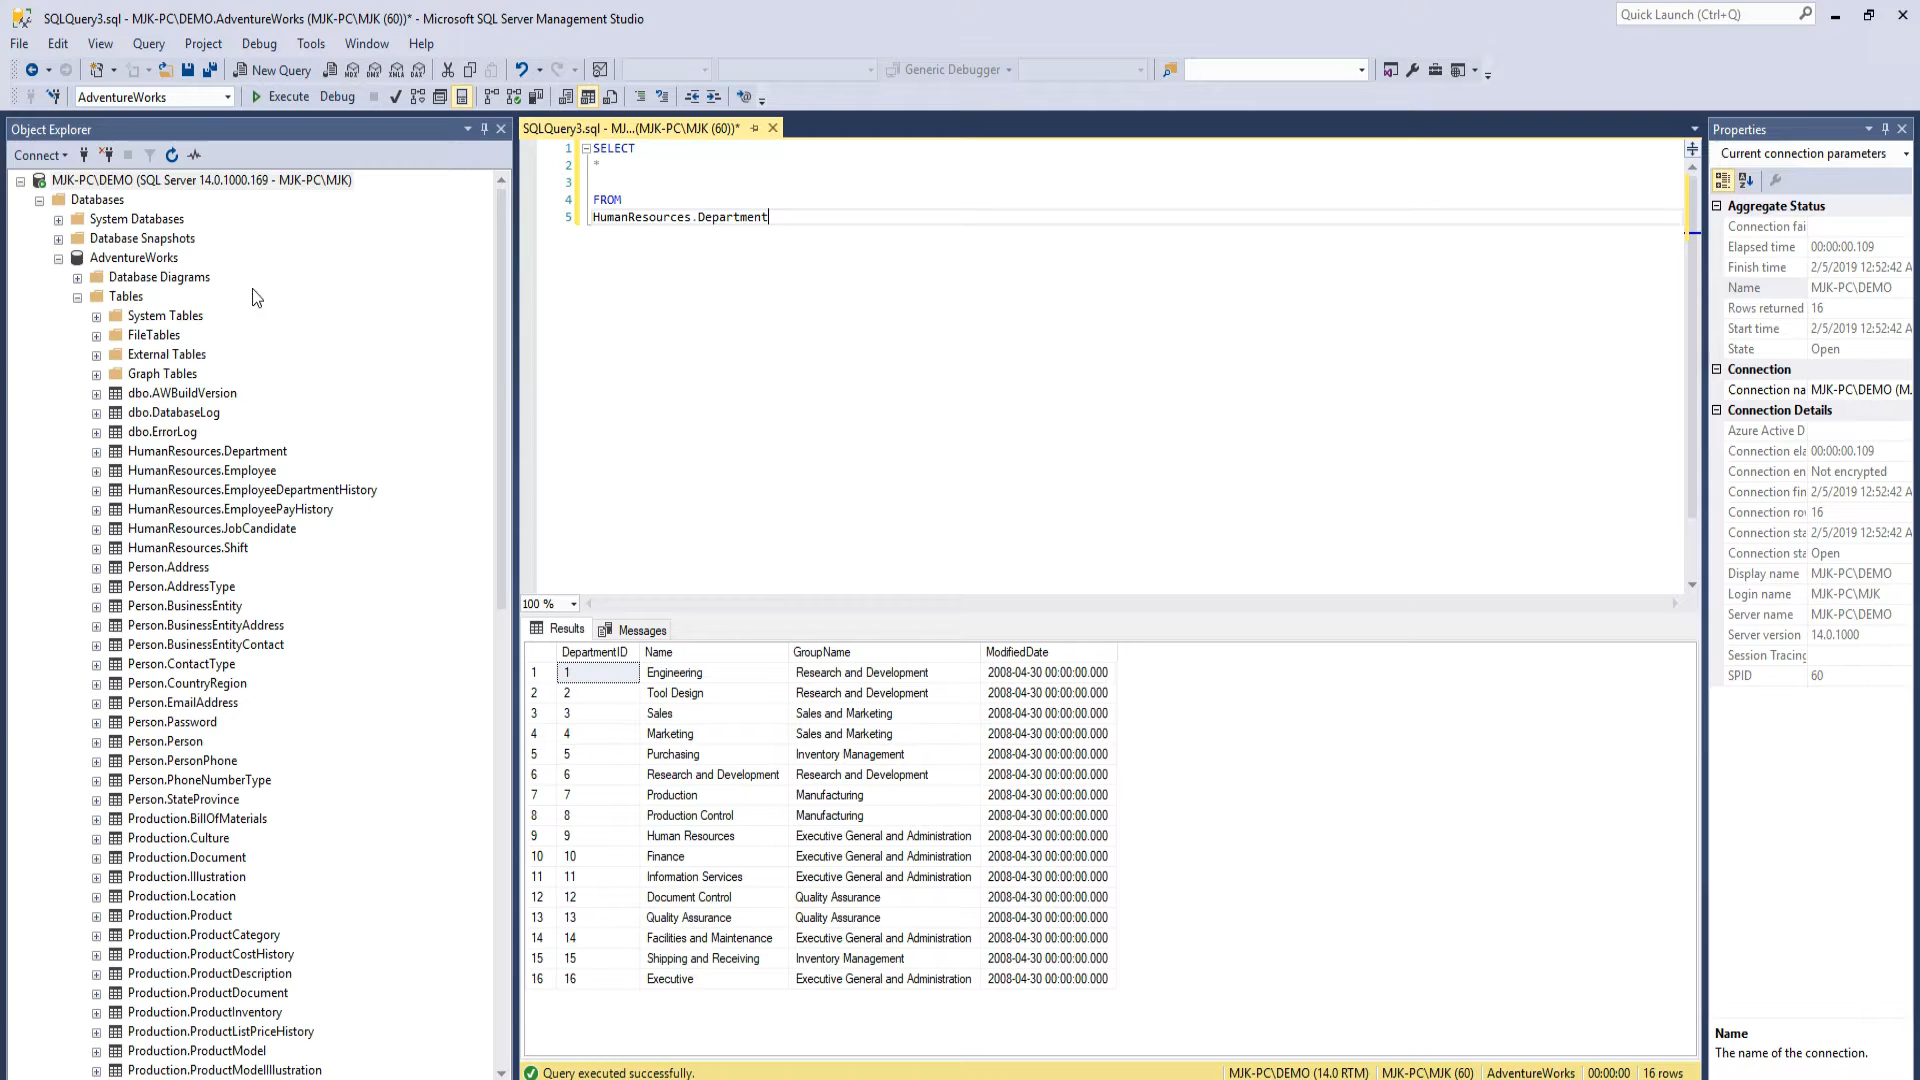 SQLQuery3.sql - MJK-PC\DEMO.AdventureWorks (MJK-PC\MJK (60))* - Microsoft SQL Server Management Studio
Quick Launch (Ctrl+Q)
File Edit View Query Project Debug Tools Window Help
New Query MDX DMX XMLA DAX Generic Debugger
AdventureWorks Execute Debug
Object Explorer
Connect
MJK-PC\DEMO (SQL Server 14.0.1000.169 - MJK-PC\MJK)
Databases
System Databases
Database Snapshots
AdventureWorks
Database Diagrams
Tables
System Tables
FileTables
External Tables
Graph Tables
dbo.AWBuildVersion
dbo.DatabaseLog
dbo.ErrorLog
HumanResources.Department
HumanResources.Employee
HumanResources.EmployeeDepartmentHistory
HumanResources.EmployeePayHistory
HumanResources.JobCandidate
HumanResources.Shift
Person.Address
Person.AddressType
Person.BusinessEntity
Person.BusinessEntityAddress
Person.BusinessEntityContact
Person.ContactType
Person.CountryRegion
Person.EmailAddress
Person.Password
Person.Person
Person.PersonPhone
Person.PhoneNumberType
Person.StateProvince
Production.BillOfMaterials
Production.Culture
Production.Document
Production.Illustration
Production.Location
Production.Product
Production.ProductCategory
Production.ProductCostHistory
Production.ProductDescription
Production.ProductDocument
Production.ProductInventory
Production.ProductListPriceHistory
Production.ProductModel
Production.ProductModelIllustration
SQLQuery3.sql - MJ...(MJK-PC\MJK (60))*
1 SELECT
2 *
3
4 FROM
5 HumanResources.Department
100 %
Results Messages
DepartmentID Name GroupName ModifiedDate
1 1 Engineering Research and Development 2008-04-30 00:00:00.000
2 2 Tool Design Research and Development 2008-04-30 00:00:00.000
3 3 Sales Sales and Marketing 2008-04-30 00:00:00.000
4 4 Marketing Sales and Marketing 2008-04-30 00:00:00.000
5 5 Purchasing Inventory Management 2008-04-30 00:00:00.000
6 6 Research and Development Research and Development 2008-04-30 00:00:00.000
7 7 Production Manufacturing 2008-04-30 00:00:00.000
8 8 Production Control Manufacturing 2008-04-30 00:00:00.000
9 9 Human Resources Executive General and Administration 2008-04-30 00:00:00.000
10 10 Finance Executive General and Administration 2008-04-30 00:00:00.000
11 11 Information Services Executive General and Administration 2008-04-30 00:00:00.000
12 12 Document Control Quality Assurance 2008-04-30 00:00:00.000
13 13 Quality Assurance Quality Assurance 2008-04-30 00:00:00.000
14 14 Facilities and Maintenance Executive General and Administration 2008-04-30 00:00:00.000
15 15 Shipping and Receiving Inventory Management 2008-04-30 00:00:00.000
16 16 Executive Executive General and Administration 2008-04-30 00:00:00.000
Query executed successfully. MJK-PC\DEMO (14.0 RTM) MJK-PC\MJK (60) AdventureWorks 00:00:00 16 rows
Properties
Current connection parameters
Aggregate Status
Connection fai
Elapsed time 00:00:00.109
Finish time 2/5/2019 12:52:42 A
Name MJK-PC\DEMO
Rows returned 16
Start time 2/5/2019 12:52:42 A
State Open
Connection
Connection na MJK-PC\DEMO (M.
Connection Details
Azure Active D
Connection ela 00:00:00.109
Connection en Not encrypted
Connection fin 2/5/2019 12:52:42 A
Connection ro 16
Connection sta 2/5/2019 12:52:42 A
Connection sta Open
Display name MJK-PC\DEMO
Login name MJK-PC\MJK
Server name MJK-PC\DEMO
Server version 14.0.1000
Session Tracing
SPID 60
Name
The name of the connection.